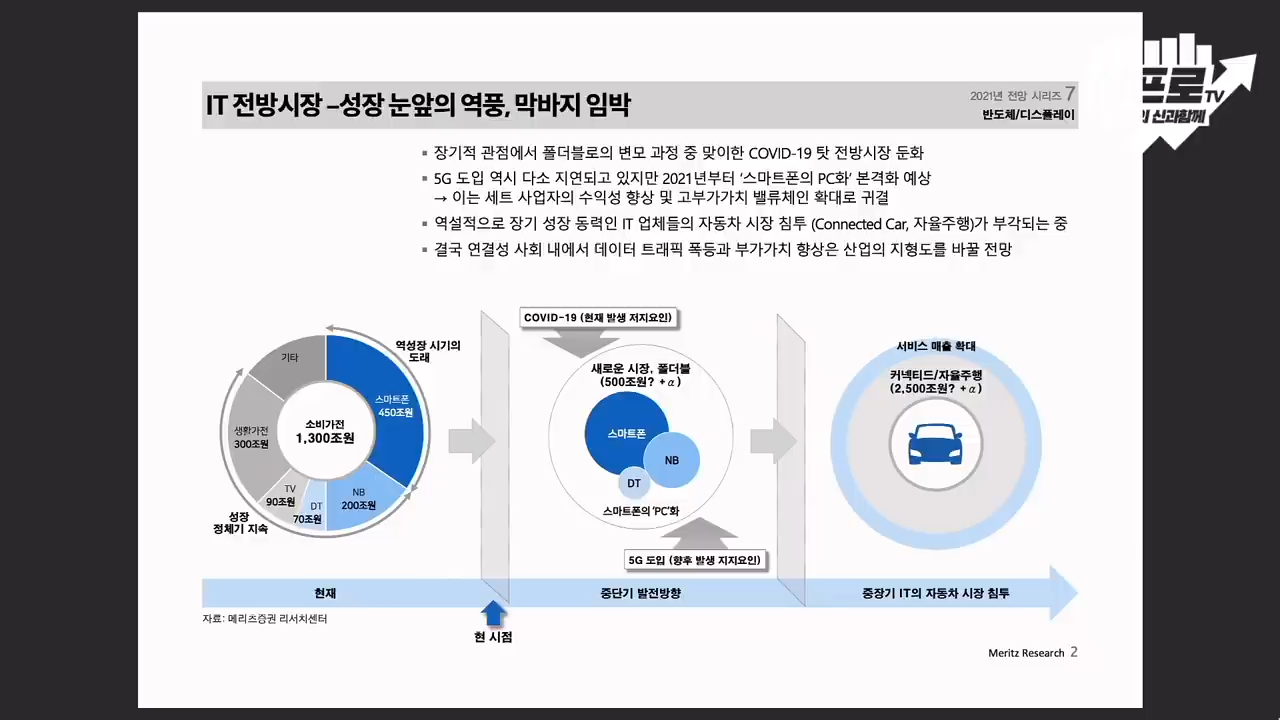 IT 전방시장 –성장 눈앞의 역풍, 막바지 임박
2021년 전망 시리즈 7
반도체/디스플레이
프로TV
신과함께
▪ 장기적 관점에서 폴더블로의 변모 과정 중 맞이한 COVID-19 탓 전방시장 둔화
▪ 5G 도입 역시 다소 지연되고 있지만 2021년부터 ‘스마트폰의 PC화’ 본격화 예상
→ 이는 세트 사업자의 수익성 향상 및 고부가가치 밸류체인 확대로 귀결
▪ 역설적으로 장기 성장 동력인 IT 업체들의 자동차 시장 침투 (Connected Car, 자율주행)가 부각되는 중
▪ 결국 연결성 사회 내에서 데이터 트래픽 폭등과 부가가치 향상은 산업의 지형도를 바꿀 전망
역성장 시기의
도래
기타
스마트폰
450조원
소비가전
1,300조원
생활가전
300조원
TV
90조원
DT
70조원
NB
200조원
성장
정체기 지속
COVID-19 (현재 발생 저지요인)
새로운 시장, 폴더블
(500조원? +α)
스마트폰
NB
DT
스마트폰의 ‘PC’화
5G 도입 (향후 발생 지지요인)
서비스 매출 확대
커넥티드/자율주행
(2,500조원? +α)
현재
중단기 발전방향
중장기 IT의 자동차 시장 침투
자료: 메리츠증권 리서치센터
현 시점
Meritz Research 2